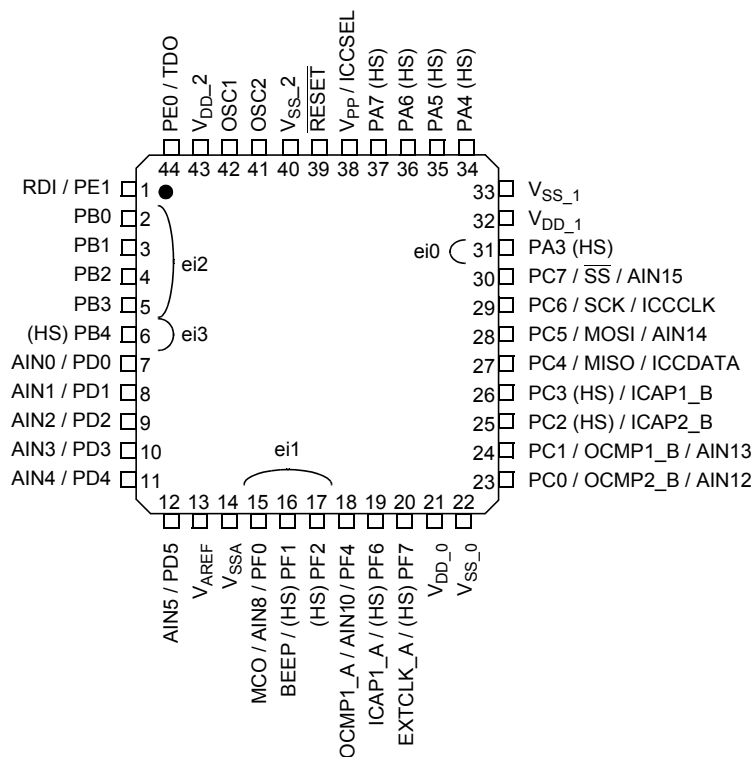 PE0 / TDO
VDD_2
OSC1
OSC2
VSS_2
RESET
VPP / ICCSEL
PA7 (HS)
PA6 (HS)
PA5 (HS)
PA4 (HS)
44 43 42 41 40 39 38 37 36 35 34
RDI / PE1 1
PB0 2
PB1 3
PB2 4
PB3 5
(HS) PB4 6
AIN0 / PD0 7
AIN1 / PD1 8
AIN2 / PD2 9
AIN3 / PD3 10
AIN4 / PD4 11
ei2
ei3
ei0
ei1
33 VSS_1
32 VDD_1
31 PA3 (HS)
30 PC7 / SS / AIN15
29 PC6 / SCK / ICCCLK
28 PC5 / MOSI / AIN14
27 PC4 / MISO / ICCDATA
26 PC3 (HS) / ICAP1_B
25 PC2 (HS) / ICAP2_B
24 PC1 / OCMP1_B / AIN13
23 PC0 / OCMP2_B / AIN12
12 13 14 15 16 17 18 19 20 21 22
AIN5 / PD5
VAREF
VSSA
MCO / AIN8 / PF0
BEEP / (HS) PF1
(HS) PF2
OCMP1_A / AIN10 / PF4
ICAP1_A / (HS) PF6
EXTCLK_A / (HS) PF7
VDD_0
VSS_0